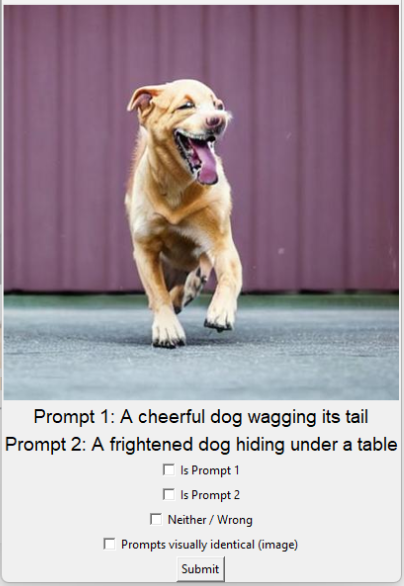 Prompt 1: A cheerful dog wagging its tail
Prompt 2: A frightened dog hiding under a table
Is Prompt 1
Is Prompt 2
Neither / Wrong
Prompts visually identical (image)
Submit